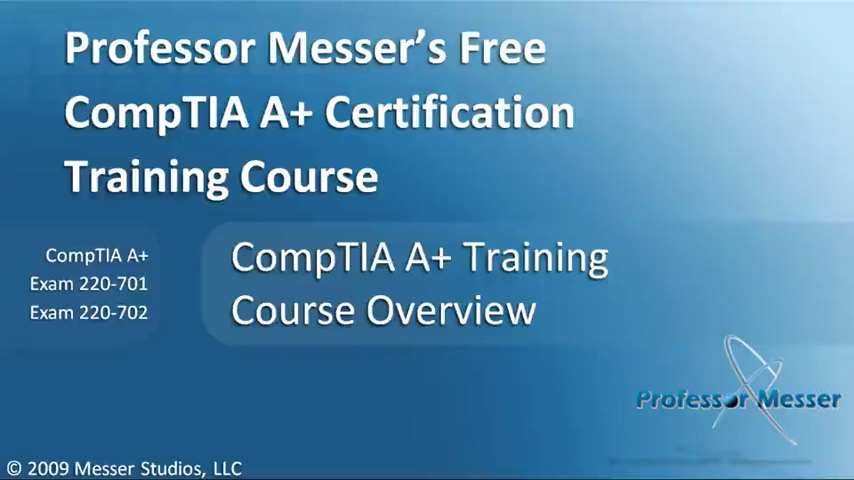 Professor Messer's Free
CompTIA A+ Certification
Training Course
CompTIA A+
Exam 220-701
Exam 220-702
CompTIA A+ Training
Course Overview
Professor Messer
© 2009 Messer Studios, LLC